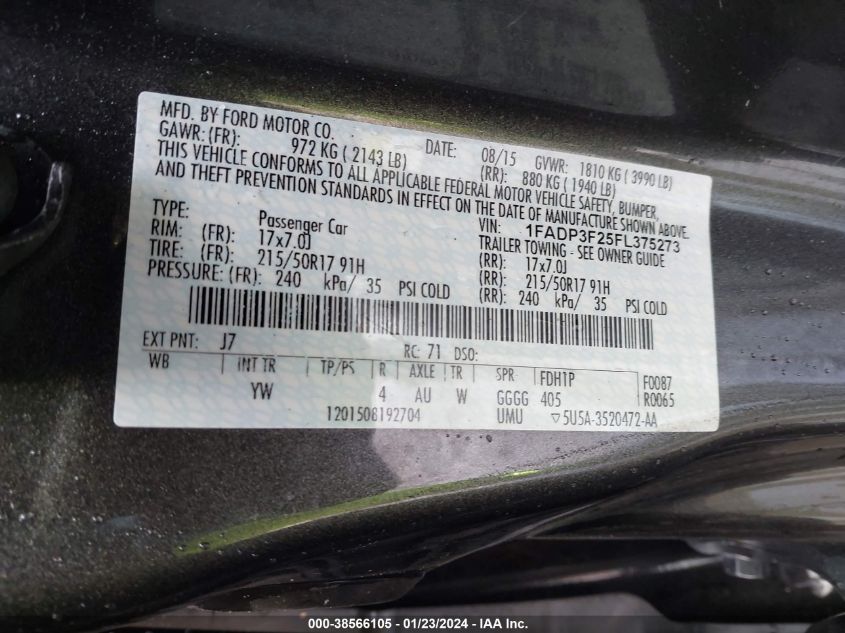 MFD. BY FORD MOTOR CO. DATE: 08/15 GVWR: 1810 KG ( 3990 LB)
GAWR: (FR): 972 KG ( 2143 LB) (RR): 880 KG ( 1940 LB)
THIS VEHICLE CONFORMS TO ALL APPLICABLE FEDERAL MOTOR VEHICLE SAFETY, BUMPER,
AND THEFT PREVENTION STANDARDS IN EFFECT ON THE DATE OF MANUFACTURE SHOWN ABOVE.
VIN: 1FADP3F25FL375273
TYPE: Passenger Car TRAILER TOWING - SEE OWNER GUIDE
RIM: (FR): 17x7.0J (RR): 17x7.0J
TIRE: (FR): 215/50R17 91H (RR): 215/50R17 91H
PRESSURE: (FR): 240 kPa/ 35 PSI COLD (RR): 240 kPa/ 35 PSI COLD
EXT PNT: J7 RC: 71 DSO:
WB INT TR TP/PS R AXLE TR SPR FDH1P F0087
YW 4 AU W GGGG 405 R0065
1201508192704 UMU ▽5U5A-3520472-AA
000-38566105 - 01/23/2024 - IAA Inc.